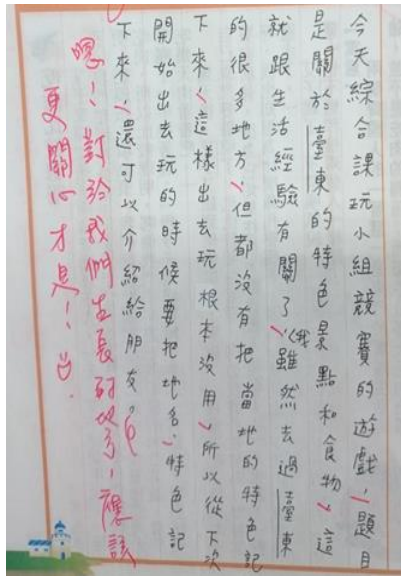 今天綜合課玩小組競賽的遊戲,題目
是關於臺東的特色景點和食物,這
就跟生活經驗有關了,我雖然去過臺東
的很多地方,但都沒有把當地的特色記
下來,這樣出去玩根本沒用,所以從下次
開始出去玩的時候要把地名、特色記
下來,還可以介紹給朋友。
嗯!對於我們生長的地方,應該
更關心才是!